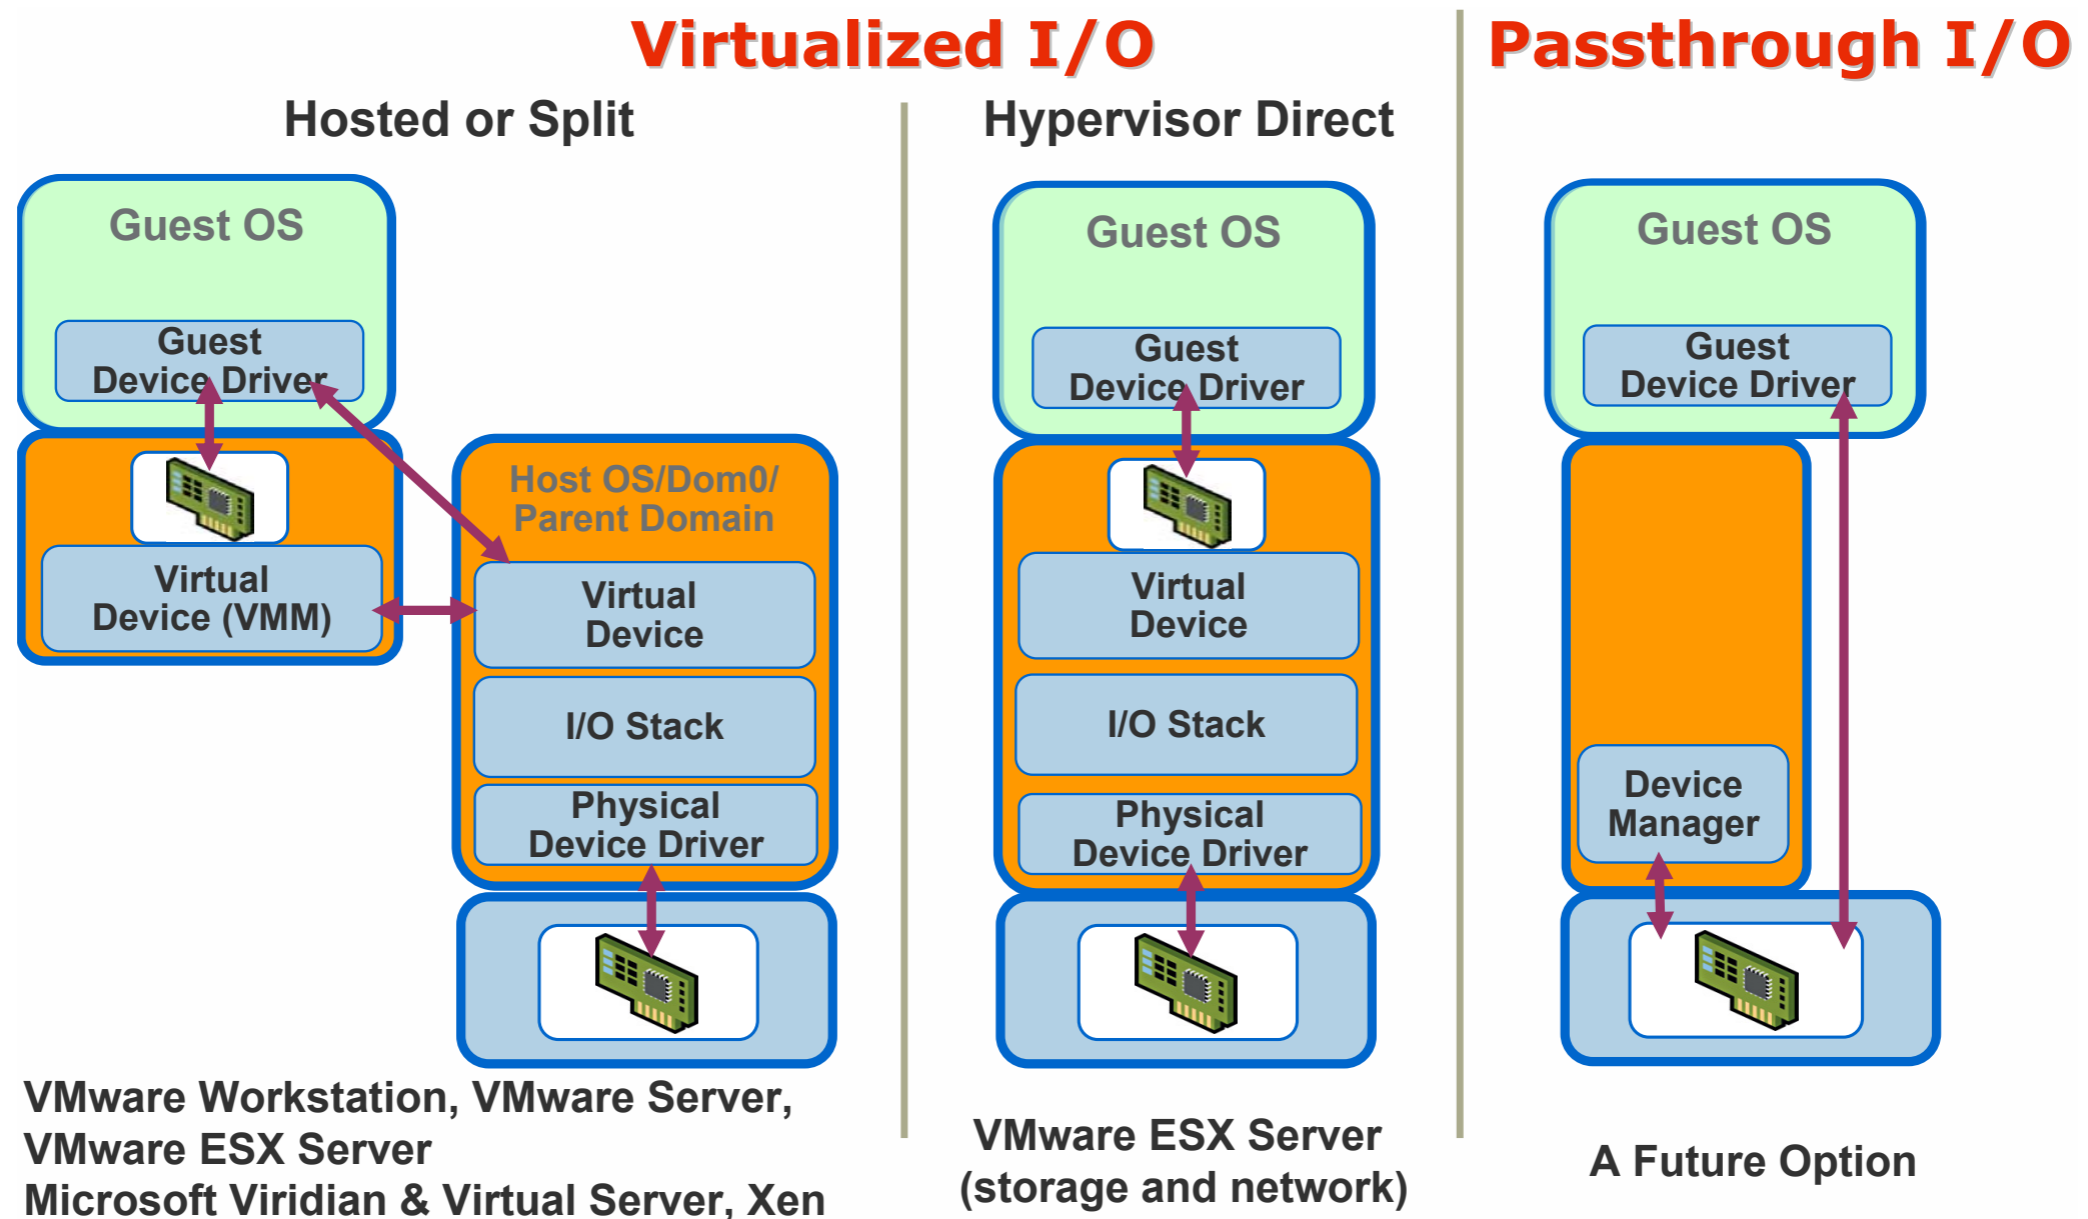 Virtualized I/O
Passthrough I/O
Hosted or Split
Guest OS
Guest
Device Driver
Virtual
Device (VMM)
Host OS/Dom0/
Parent Domain
Virtual
Device
I/O Stack
Physical
Device Driver
VMware Workstation, VMware Server,
VMware ESX Server
Microsoft Viridian & Virtual Server, Xen
Hypervisor Direct
Guest OS
Guest
Device Driver
Virtual
Device
I/O Stack
Physical
Device Driver
VMware ESX Server
(storage and network)
Guest OS
Guest
Device Driver
Device
Manager
A Future Option